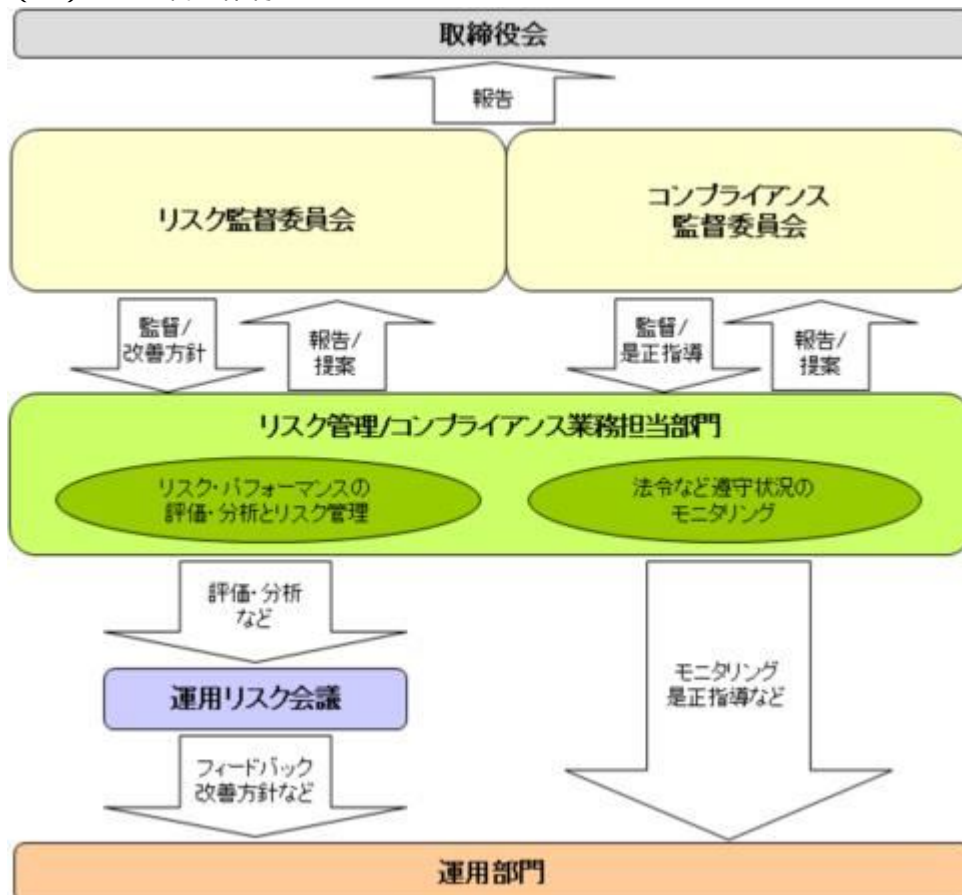 取締役会
報告
リスク監督委員会
コンプライアンス
監督委員会
監督/
改善方針
報告/
提案
監督/
是正指導
報告/
提案
リスク管理/コンプライアンス業務担当部門
リスク・パフォーマンスの
評価・分析とリスク管理
法令など遵守状況の
モニタリング
評価・分析
など
運用リスク会議
モニタリング
是正指導など
フィードバック
改善方針など
運用部門